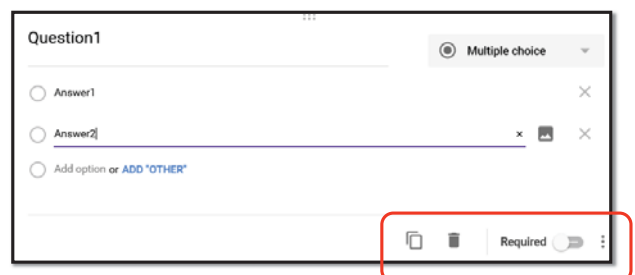 Question1
Multiple choice
Answer1
Answer2
Add option or ADD "OTHER"
Required